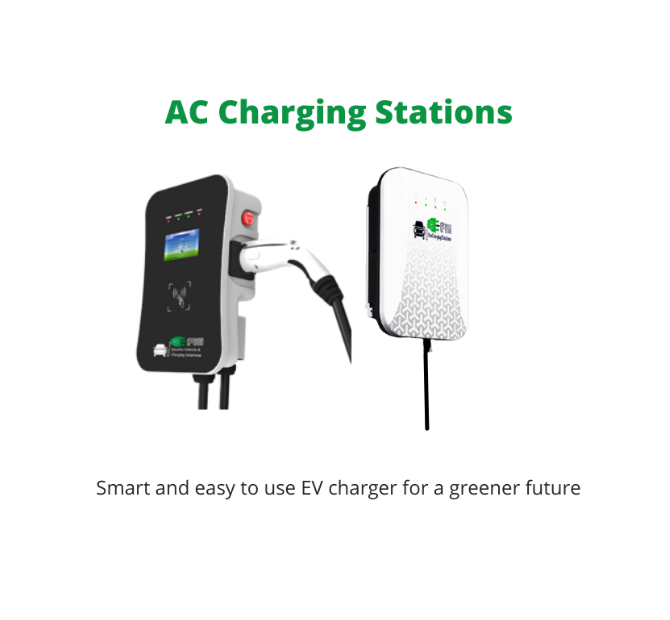 AC Charging Stations
Smart and easy to use EV charger for a greener future